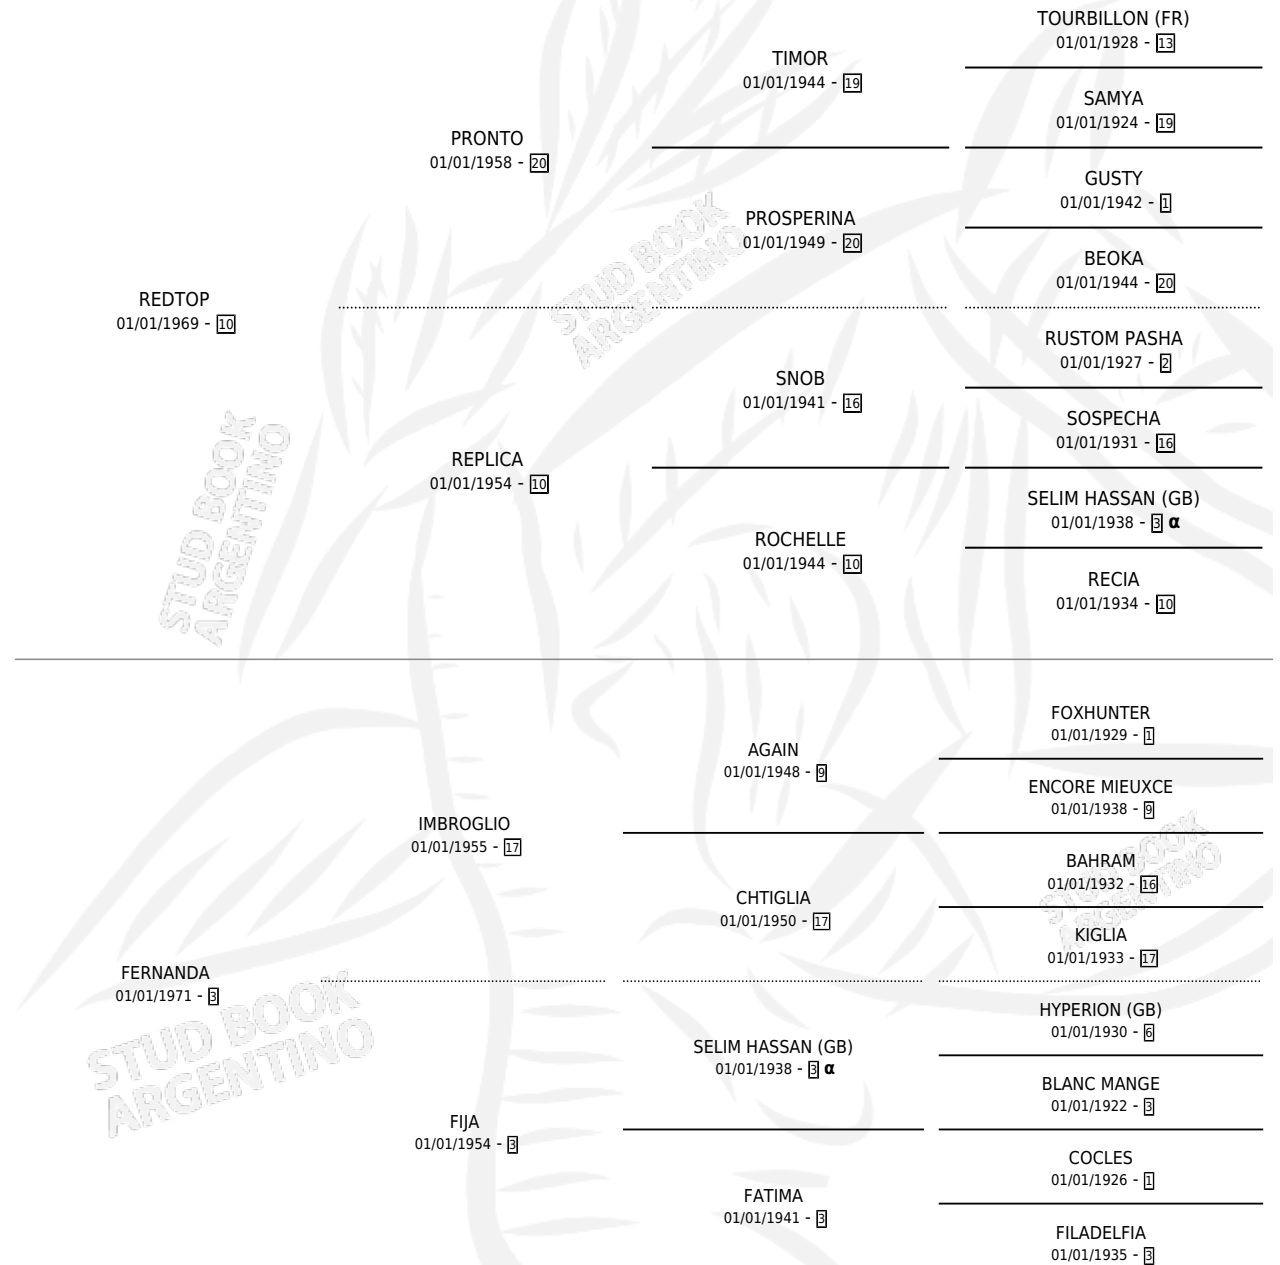 TOURBILLON (FR)
01/01/1928 - 13
TIMOR
01/01/1944 - 19
SAMYA
01/01/1924 - 19
PRONTO
01/01/1958 - 20
GUSTY
01/01/1942 - 1
PROSPERINA
01/01/1949 - 20
BEOKA
01/01/1944 - 20
REDTOP
01/01/1969 - 10
RUSTOM PASHA
01/01/1927 - 2
SNOB
01/01/1941 - 16
SOSPECHA
01/01/1931 - 16
REPLICA
01/01/1954 - 10
SELIM HASSAN (GB)
01/01/1938 - 3 α
ROCHELLE
01/01/1944 - 10
RECIA
01/01/1934 - 10
STUD BOOK
ARGENTINO
STUD BOOK
ARGENTINO
FOXHUNTER
01/01/1929 - 1
AGAIN
01/01/1948 - 9
ENCORE MIEUXCE
01/01/1938 - 9
IMBROGLIO
01/01/1955 - 17
BAHRAM
01/01/1932 - 16
CHTIGLIA
01/01/1950 - 17
KIGLIA
01/01/1933 - 17
FERNANDA
01/01/1971 - 3
HYPERION (GB)
01/01/1930 - 6
SELIM HASSAN (GB)
01/01/1938 - 3 α
BLANC MANGE
01/01/1922 - 3
FIJA
01/01/1954 - 3
COCLES
01/01/1926 - 1
FATIMA
01/01/1941 - 3
FILADELFIA
01/01/1935 - 3
STUD BOOK
ARGENTINO
STUD BOOK
ARGENTINO